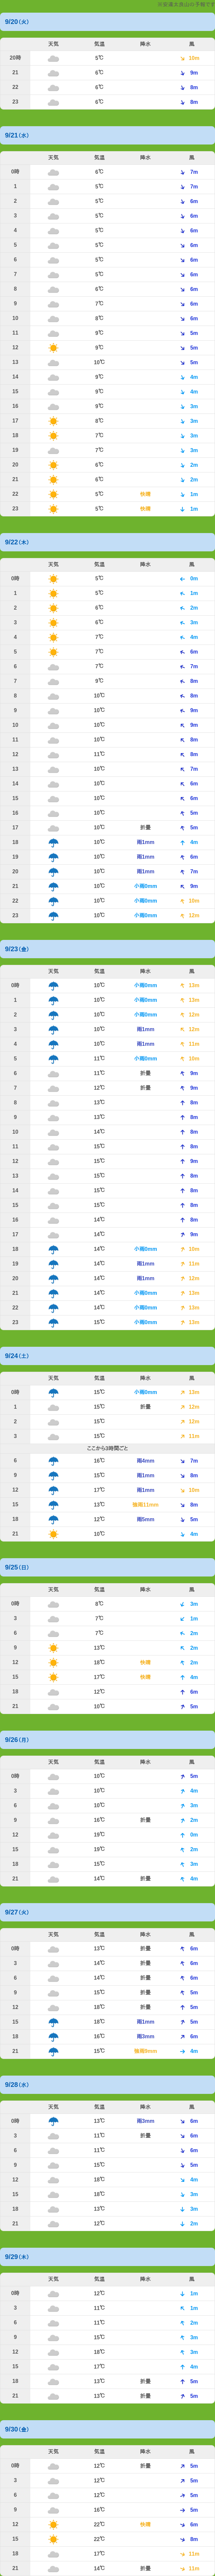 9/20(火)
天気 気温 降水 風
20時 5℃ 10m
21 6℃ 9m
22 6℃ 8m
23 6℃ 8m
9/21(水)
天気 気温 降水 風
0時 6℃ 7m
1 5℃ 7m
2 5℃ 6m
3 5℃ 6m
4 5℃ 6m
5 5℃ 6m
6 5℃ 6m
7 5℃ 6m
8 6℃ 6m
9 7℃ 6m
10 8℃ 6m
11 9℃ 5m
12 9℃ 5m
13 10℃ 5m
14 9℃ 4m
15 9℃ 4m
16 9℃ 3m
17 8℃ 3m
18 7℃ 3m
19 7℃ 3m
20 6℃ 2m
21 6℃ 2m
22 5℃ 快晴 1m
23 5℃ 快晴 1m
9/22(木)
天気 気温 降水 風
0時 5℃ 0m
1 5℃ 1m
2 6℃ 2m
3 6℃ 3m
4 7℃ 4m
5 7℃ 6m
6 7℃ 7m
7 9℃ 8m
8 10℃ 8m
9 10℃ 9m
10 10℃ 9m
11 10℃ 8m
12 11℃ 8m
13 10℃ 7m
14 10℃ 6m
15 10℃ 6m
16 10℃ 5m
17 10℃ 折曇 5m
18 10℃ 雨1mm 4m
19 10℃ 雨1mm 6m
20 10℃ 雨1mm 7m
21 10℃ 小雨0mm 9m
22 10℃ 小雨0mm 10m
23 10℃ 小雨0mm 12m
9/23(金)
天気 気温 降水 風
0時 10℃ 小雨0mm 13m
1 10℃ 小雨0mm 13m
2 10℃ 小雨0mm 12m
3 10℃ 雨1mm 12m
4 10℃ 雨1mm 11m
5 11℃ 小雨0mm 10m
6 11℃ 折曇 9m
7 12℃ 折曇 9m
8 13℃ 8m
9 13℃ 8m
10 14℃ 8m
11 15℃ 8m
12 15℃ 9m
13 15℃ 8m
14 15℃ 8m
15 15℃ 8m
16 14℃ 8m
17 14℃ 9m
18 14℃ 小雨0mm 10m
19 14℃ 雨1mm 11m
20 14℃ 雨1mm 12m
21 14℃ 小雨0mm 13m
22 14℃ 小雨0mm 13m
23 15℃ 小雨0mm 13m
9/24(土)
天気 気温 降水 風
0時 15℃ 小雨0mm 13m
1 15℃ 折曇 12m
2 15℃ 12m
3 15℃ 11m
ここから3時間ごと
6 16℃ 雨4mm 7m
9 15℃ 雨1mm 8m
12 17℃ 雨1mm 10m
15 13℃ 強雨11mm 8m
18 12℃ 雨5mm 5m
21 10℃ 4m
9/25(日)
天気 気温 降水 風
0時 8℃ 3m
3 7℃ 1m
6 7℃ 2m
9 13℃ 2m
12 18℃ 快晴 2m
15 17℃ 快晴 4m
18 12℃ 6m
21 10℃ 5m
9/26(月)
天気 気温 降水 風
0時 10℃ 5m
3 10℃ 4m
6 10℃ 3m
9 16℃ 折曇 2m
12 19℃ 0m
15 19℃ 2m
18 15℃ 3m
21 14℃ 折曇 4m
9/27(火)
天気 気温 降水 風
0時 13℃ 折曇 6m
3 14℃ 折曇 6m
6 14℃ 折曇 6m
9 15℃ 折曇 5m
12 18℃ 折曇 5m
15 18℃ 雨1mm 5m
18 16℃ 雨3mm 6m
21 15℃ 4m
9/28(水)
天気 気温 降水 風
0時 13℃ 雨3mm 6m
3 11℃ 折曇 6m
6 11℃ 6m
9 15℃ 5m
12 18℃ 4m
15 18℃ 3m
18 13℃ 3m
21 12℃ 2m
9/29(木)
天気 気温 降水 風
0時 12℃ 1m
3 11℃ 1m
6 11℃ 2m
9 15℃ 3m
12 18℃ 3m
15 17℃ 4m
18 13℃ 折曇 5m
21 13℃ 折曇 5m
9/30(金)
天気 気温 降水 風
0時 12℃ 折曇 5m
3 12℃ 5m
6 12℃ 5m
9 16℃ 5m
12 22℃ 快晴 6m
15 22℃ 8m
18 17℃ 11m
21 14℃ 折曇 11m